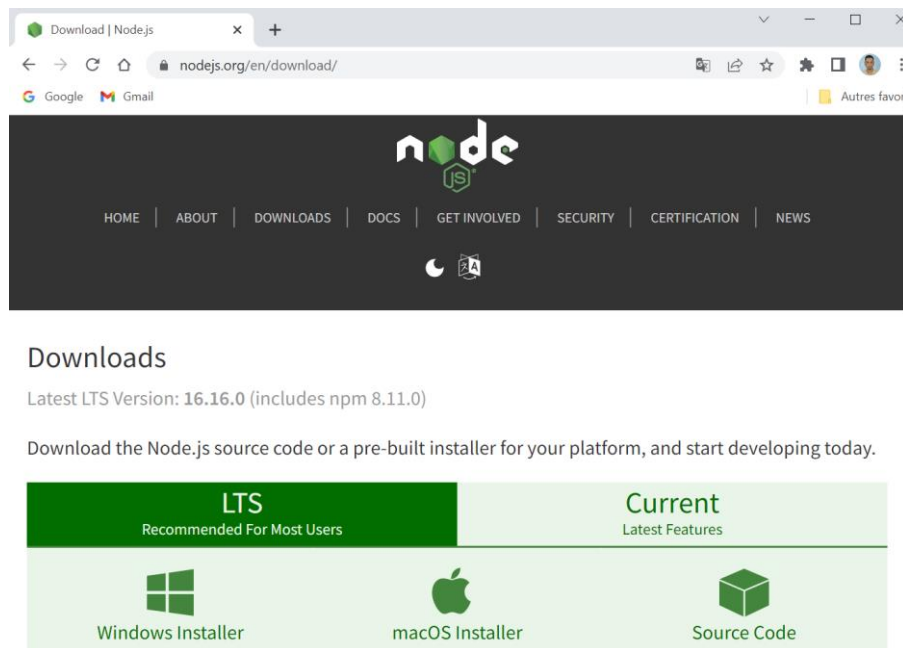 Download | Node.js
nodejs.org/en/download/
Google Gmail Autres favor
node
JS
HOME | ABOUT | DOWNLOADS | DOCS | GET INVOLVED | SECURITY | CERTIFICATION | NEWS
Downloads
Latest LTS Version: 16.16.0 (includes npm 8.11.0)
Download the Node.js source code or a pre-built installer for your platform, and start developing today.
LTS Current
Recommended For Most Users Latest Features
Windows Installer macOS Installer Source Code